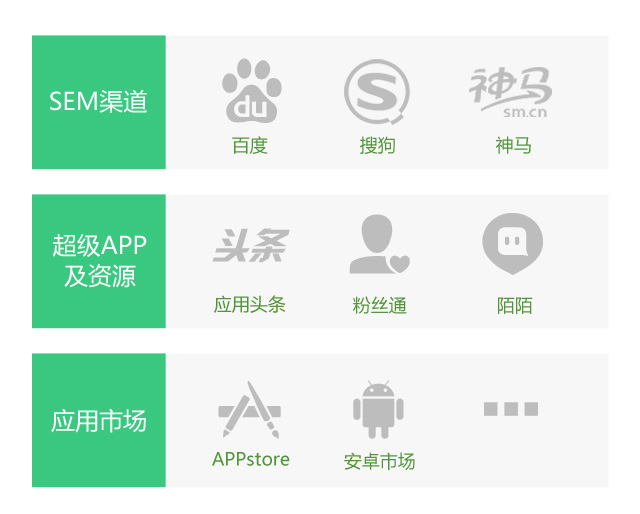 SEM渠道
du
S
神马
sm.cn
百度
搜狗
神马
超级APP
及资源
头条
应用头条
粉丝通
陌陌
应用市场
APPstore
安卓市场